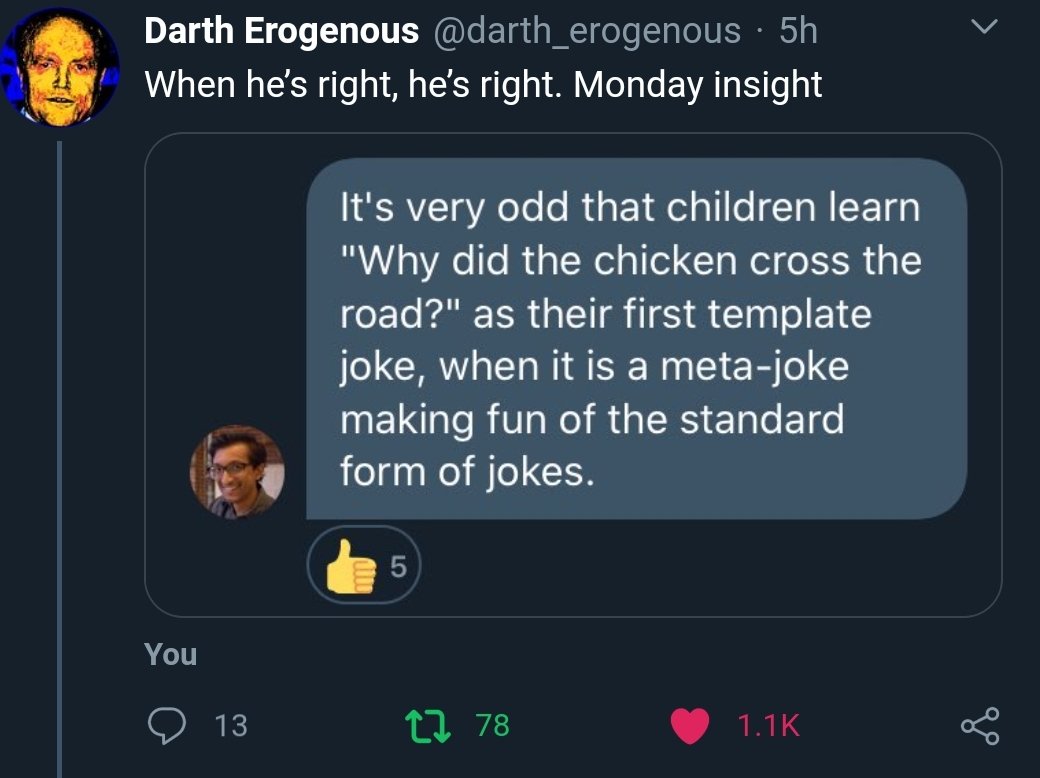 Darth Erogenous @darth_erogenous · 5h
When he’s right, he’s right. Monday insight
It's very odd that children learn
"Why did the chicken cross the
road?" as their first template
joke, when it is a meta-joke
making fun of the standard
form of jokes.
👍 5
You
13 78 1.1K